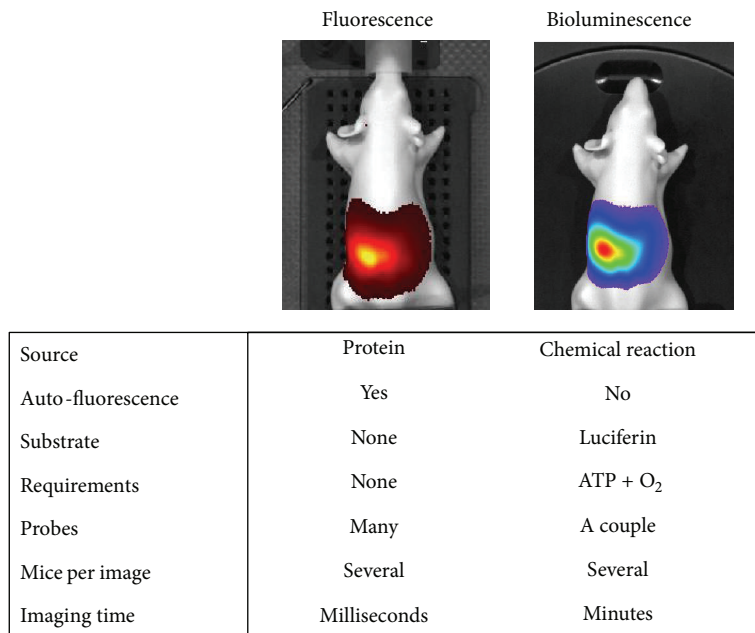 Fluorescence Bioluminescence
Source Protein Chemical reaction
Auto-fluorescence Yes No
Substrate None Luciferin
Requirements None ATP + O₂
Probes Many A couple
Mice per image Several Several
Imaging time Milliseconds Minutes